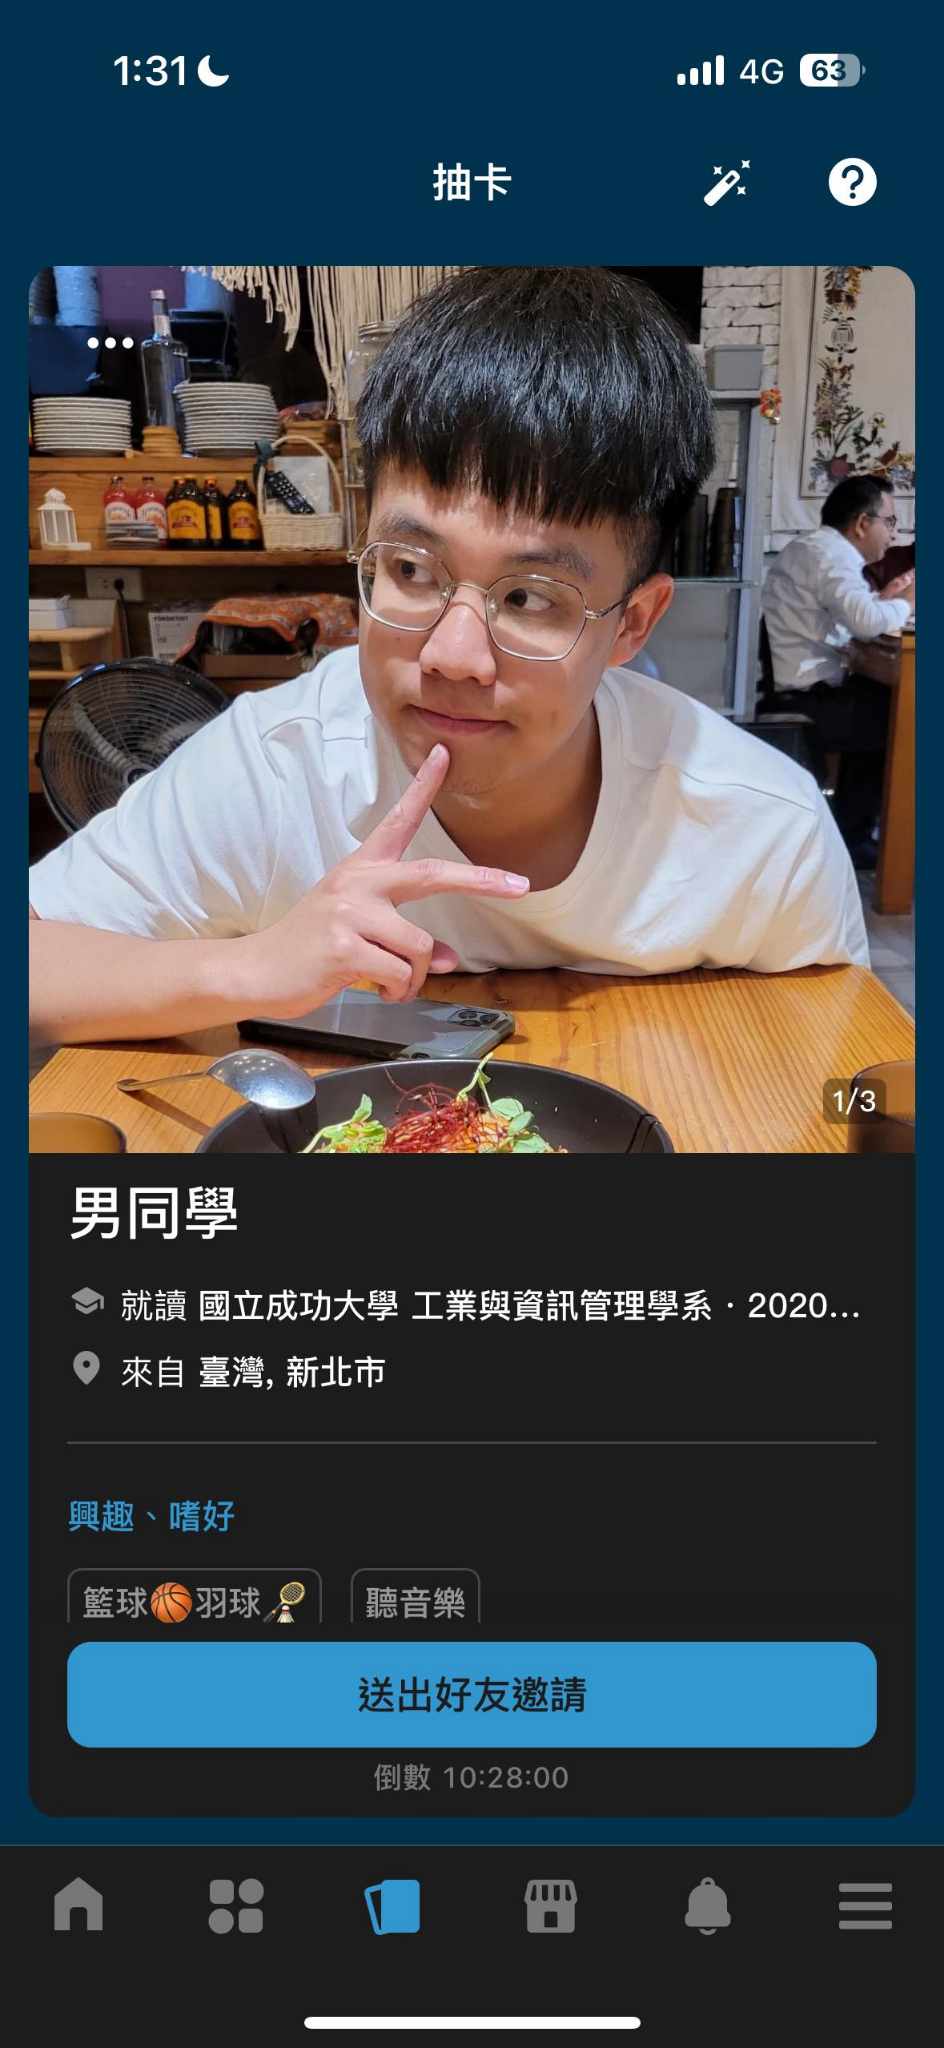 1:31
4G
63
抽卡
1/3
男同學
就讀 國立成功大學 工業與資訊管理學系 · 2020...
來自 臺灣, 新北市
興趣、嗜好
籃球🏀羽球🏸
聽音樂
送出好友邀請
倒數 10:28:00